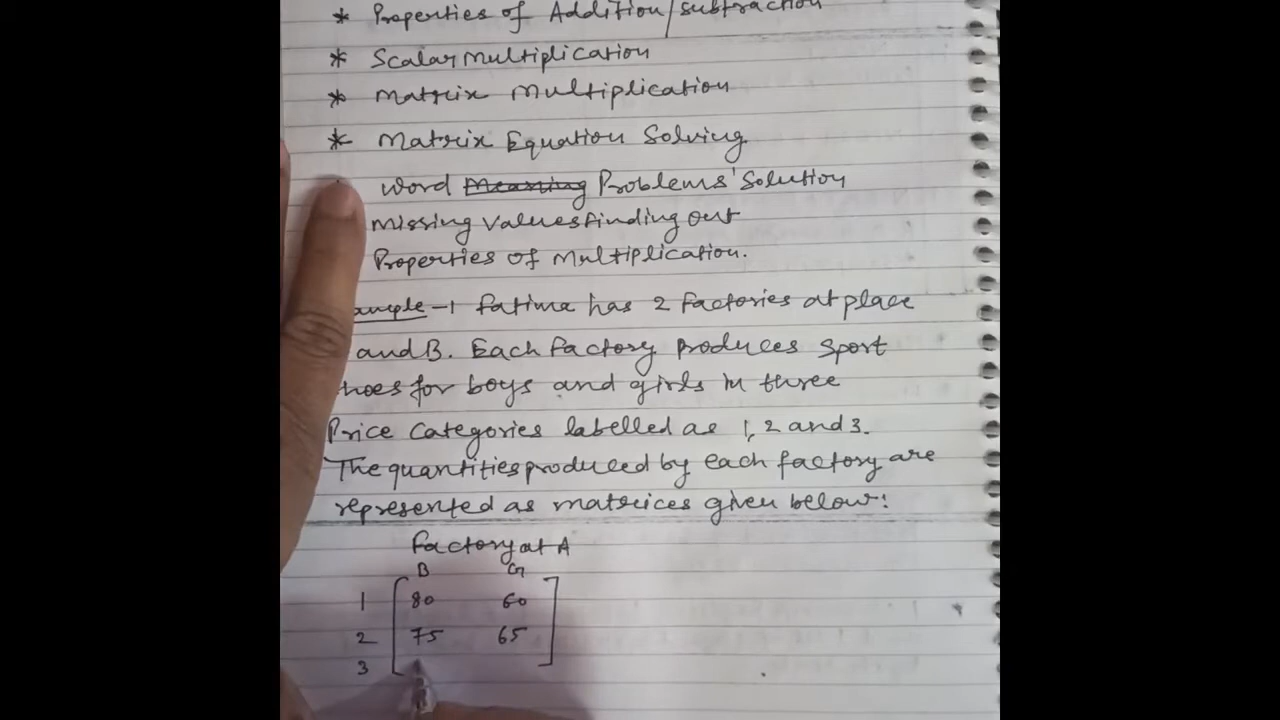 * Properties of Addition/Subtraction
* Scalar multiplication
* Matrix Multiplication
* Matrix Equation Solving
Word Meaning Problems' Solution
Missing Values finding out
Properties of Multiplication.
ample-1 Fatima has 2 factories at place
and B. Each factory produces sport
hoes for boys and girls in three
Price Categories labelled as 1, 2 and 3.
The quantities produced by each factory are
represented as matrices given below:
Factory at A
B G
1 80 60
2 75 65
3